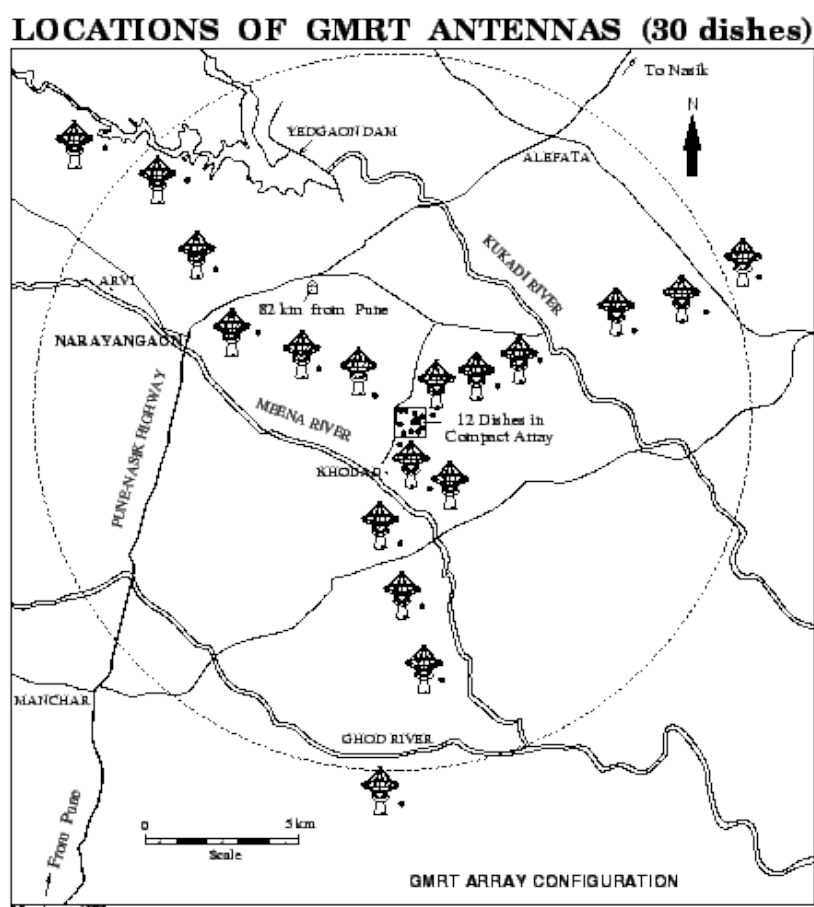 LOCATIONS OF GMRT ANTENNAS (30 dishes)
To Nasik
N
YEDGAON DAM
ALEFATA
KUKADI RIVER
ARVI
82 km from Pune
NARAYANGAON
MEENA RIVER
12 Dishes in
Compact Array
PUNE-NASIK HIGHWAY
KHODAD
MANCHAR
GHOD RIVER
0
5 km
Scale
From Pune
GMRT ARRAY CONFIGURATION